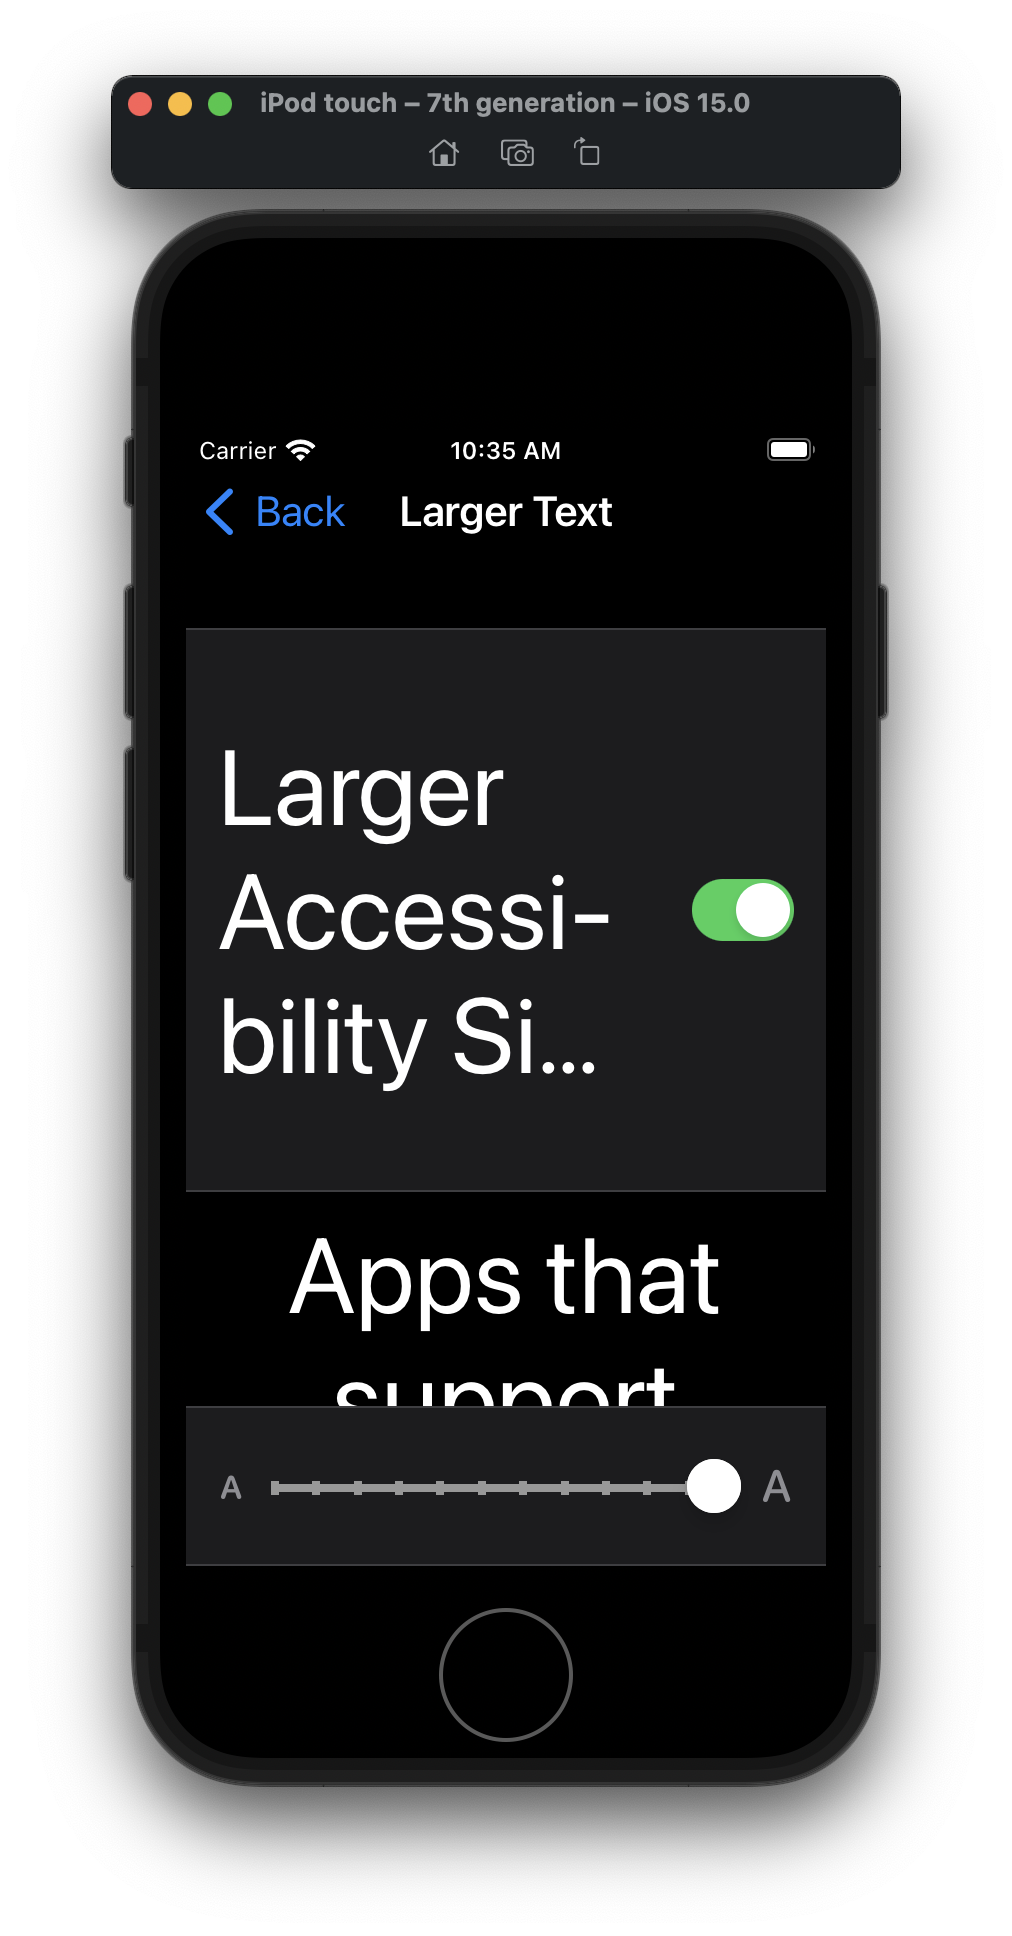 iPod touch – 7th generation – iOS 15.0
Carrier 10:35 AM
Back Larger Text
Larger
Accessi-
bility Si...
Apps that
support
A A